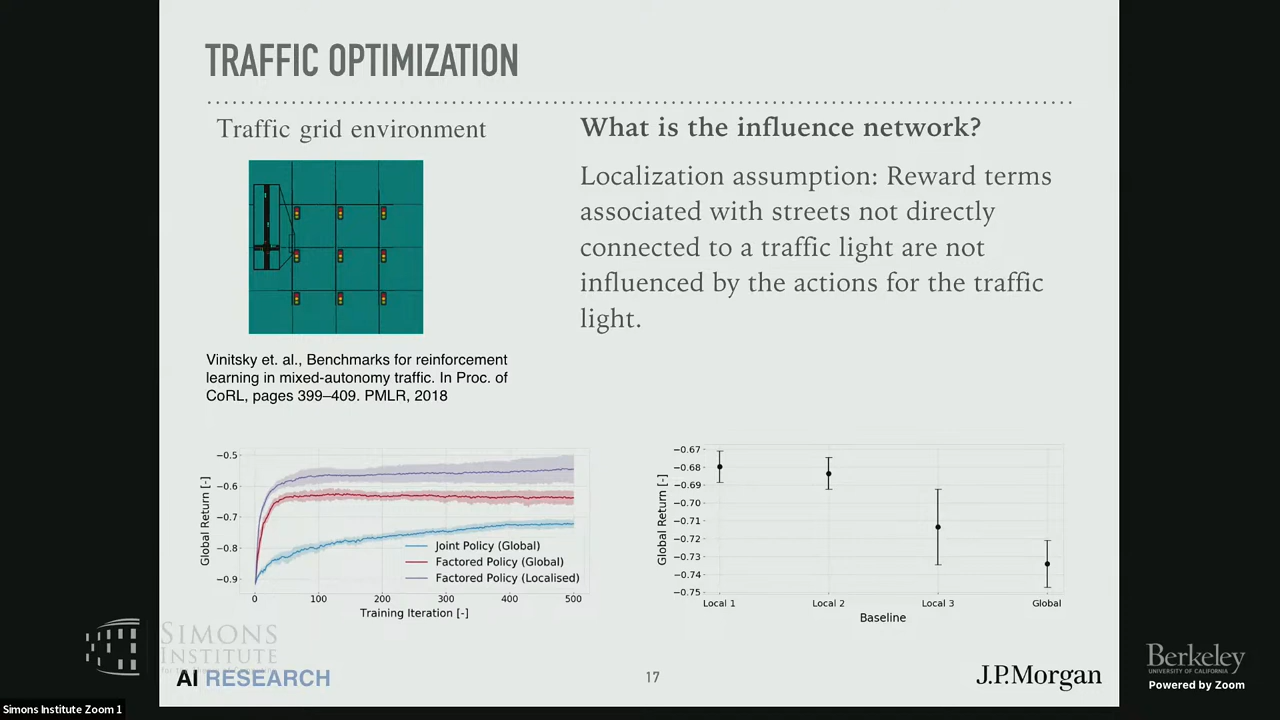 TRAFFIC OPTIMIZATION
Traffic grid environment
Vinitsky et. al., Benchmarks for reinforcement
learning in mixed-autonomy traffic. In Proc. of
CoRL, pages 399–409. PMLR, 2018
What is the influence network?
Localization assumption: Reward terms
associated with streets not directly
connected to a traffic light are not
influenced by the actions for the traffic
light.
Global Return [-]
−0.5
−0.6
−0.7
−0.8
−0.9
Joint Policy (Global)
Factored Policy (Global)
Factored Policy (Localised)
0 100 200 300 400 500
Training Iteration [-]
Global Return [-]
−0.67
−0.68
−0.69
−0.70
−0.71
−0.72
−0.73
−0.74
−0.75
Local 1 Local 2 Local 3 Global
Baseline
SIMONS
INSTITUTE
AI RESEARCH
17
J.P.Morgan
Berkeley
UNIVERSITY OF CALIFORNIA
Powered by Zoom
Simons Institute Zoom 1